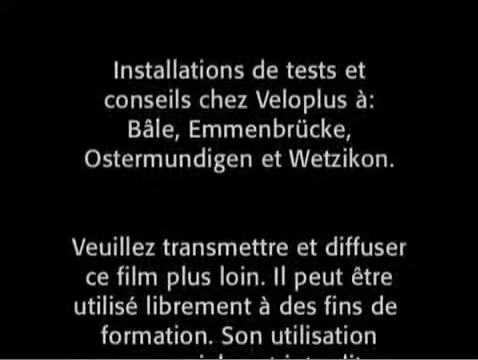 Installations de tests et
conseils chez Veloplus à:
Bâle, Emmenbrücke,
Ostermundigen et Wetzikon.
Veuillez transmettre et diffuser
ce film plus loin. Il peut être
utilisé librement à des fins de
formation. Son utilisation